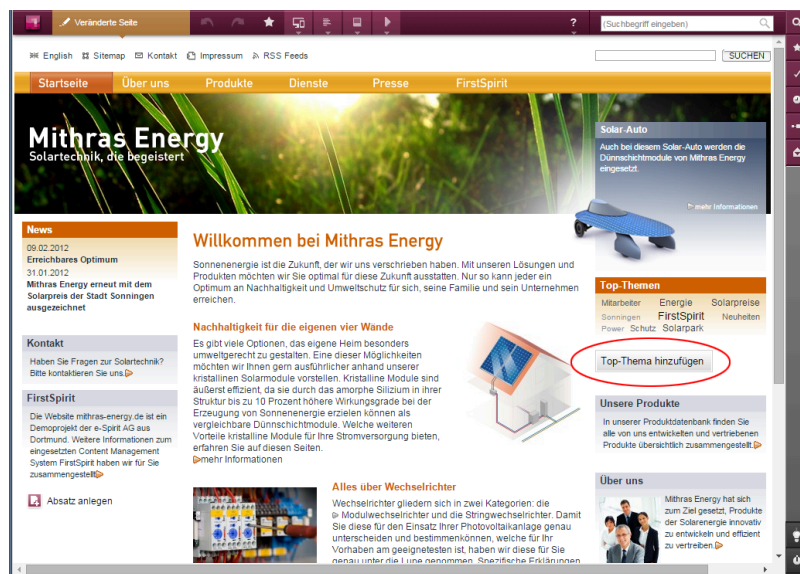 Veränderte Seite
?
(Suchbegriff eingeben)
English Sitemap Kontakt Impressum RSS Feeds
SUCHEN
Startseite Über uns Produkte Dienste Presse FirstSpirit
Mithras Energy
Solartechnik, die begeistert
Solar-Auto
Auch bei diesem Solar-Auto werden die
Dünnschichtmodule von Mithras Energy
eingesetzt.
mehr Informationen
News
09.02.2012
Erreichbares Optimum
31.01.2012
Mithras Energy erneut mit dem
Solarpreis der Stadt Sonningen
ausgezeichnet
Kontakt
Haben Sie Fragen zur Solartechnik?
Bitte kontaktieren Sie uns.
FirstSpirit
Die Website mithras-energy.de ist ein
Demoprojekt der e-Spirit AG aus
Dortmund. Weitere Informationen zum
eingesetzten Content Management
System FirstSpirit haben wir für Sie
zusammengestellt
Absatz anlegen
Willkommen bei Mithras Energy
Sonnenenergie ist die Zukunft, der wir uns verschrieben haben. Mit unseren Lösungen und
Produkten möchten wir Sie optimal für diese Zukunft ausstatten. Nur so kann jeder ein
Optimum an Nachhaltigkeit und Umweltschutz für sich, seine Familie und sein Unternehmen
erreichen.
Nachhaltigkeit für die eigenen vier Wände
Es gibt viele Optionen, das eigene Heim besonders
umweltgerecht zu gestalten. Eine dieser Möglichkeiten
möchten wir Ihnen gern ausführlicher anhand unserer
kristallinen Solarmodule vorstellen. Kristalline Module sind
äußerst effizient, da sie durch das amorphe Silizium in ihrer
Struktur bis zu 10 Prozent höhere Wirkungsgrade bei der
Erzeugung von Sonnenenergie erzielen können als
vergleichbare Dünnschichtmodule. Welche weiteren
Vorteile kristalline Module für Ihre Stromversorgung bieten,
erfahren Sie auf diesen Seiten.
mehr Informationen
Alles über Wechselrichter
Wechselrichter gliedern sich in zwei Kategorien: die
Modulwechselrichter und die Stringwechselrichter. Damit
Sie diese für den Einsatz Ihrer Photovoltaikanlage genau
unterscheiden und bestimmenkönnen, welche für Ihr
Vorhaben am geeignetesten ist, haben wir diese für Sie
genau unter die Lupe genommen. Spezifische Erklärungen
Top-Themen
Mitarbeiter Energie Solarpreise
Sonningen FirstSpirit Neuheiten
Power Schutz Solarpark
Top-Thema hinzufügen
Unsere Produkte
In unserer Produktdatenbank finden Sie
alle von uns entwickelten und vertriebenen
Produkte übersichtlich zusammengestellt.
Über uns
Mithras Energy hat sich
zum Ziel gesetzt, Produkte
der Solarenergie innovativ
zu entwickeln und effizient
zu vertreiben.